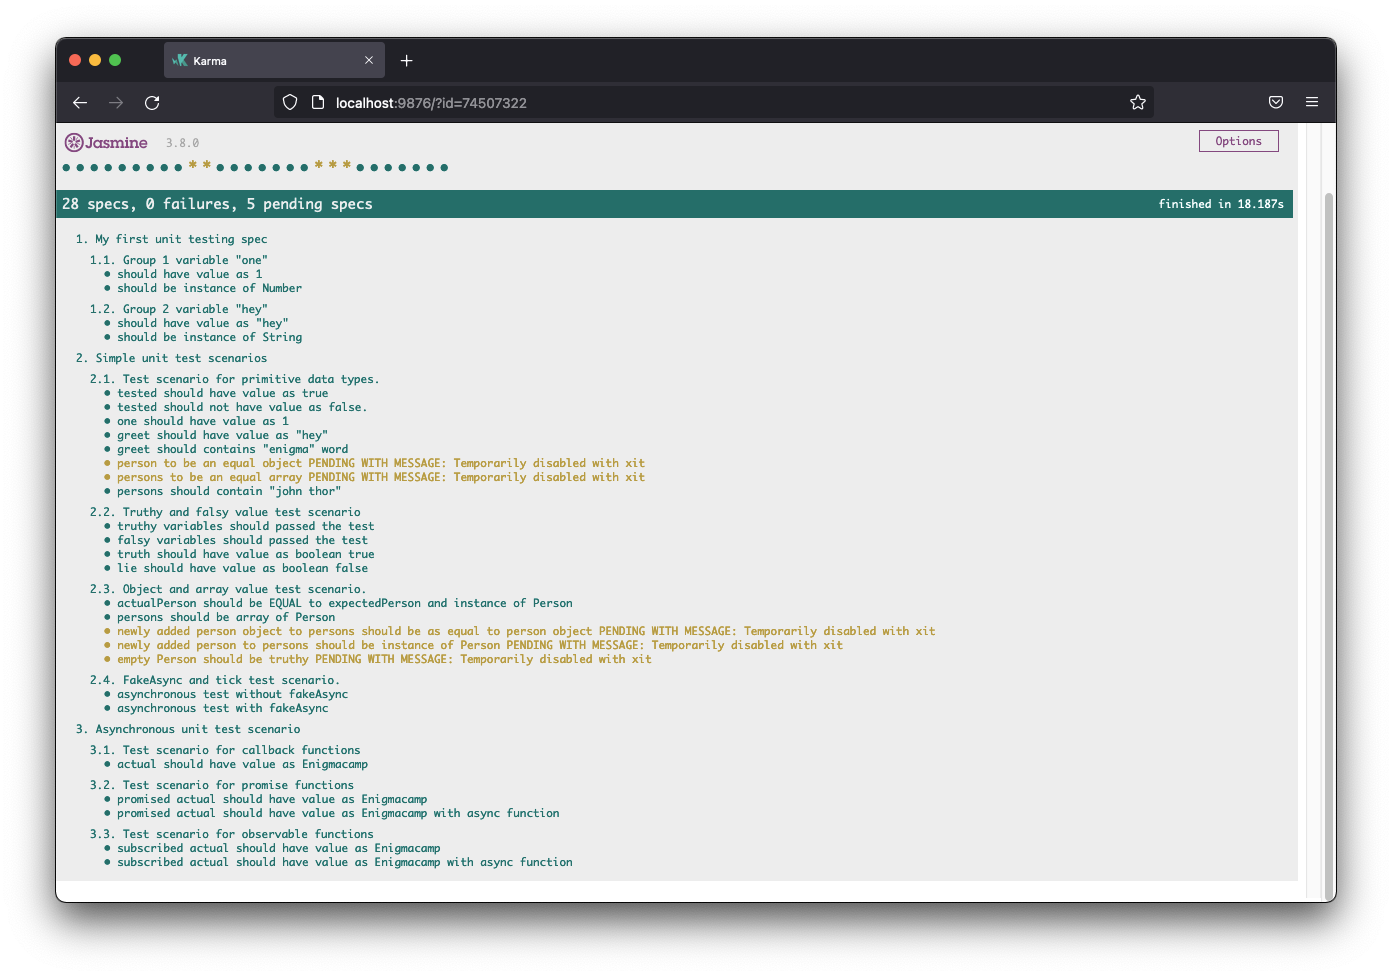 Karma
localhost:9876/?id=74507322
Jasmine 3.8.0
Options
28 specs, 0 failures, 5 pending specs
finished in 18.187s
1. My first unit testing spec
1.1. Group 1 variable "one"
• should have value as 1
• should be instance of Number
1.2. Group 2 variable "hey"
• should have value as "hey"
• should be instance of String
2. Simple unit test scenarios
2.1. Test scenario for primitive data types.
• tested should have value as true
• tested should not have value as false.
• one should have value as 1
• greet should have value as "hey"
• greet should contains "enigma" word
• person to be an equal object PENDING WITH MESSAGE: Temporarily disabled with xit
• persons to be an equal array PENDING WITH MESSAGE: Temporarily disabled with xit
• persons should contain "john thor"
2.2. Truthy and falsy value test scenario
• truthy variables should passed the test
• falsy variables should passed the test
• truth should have value as boolean true
• lie should have value as boolean false
2.3. Object and array value test scenario.
• actualPerson should be EQUAL to expectedPerson and instance of Person
• persons should be array of Person
• newly added person object to persons should be as equal to person object PENDING WITH MESSAGE: Temporarily disabled with xit
• newly added person to persons should be instance of Person PENDING WITH MESSAGE: Temporarily disabled with xit
• empty Person should be truthy PENDING WITH MESSAGE: Temporarily disabled with xit
2.4. FakeAsync and tick test scenario.
• asynchronous test without fakeAsync
• asynchronous test with fakeAsync
3. Asynchronous unit test scenario
3.1. Test scenario for callback functions
• actual should have value as Enigmacamp
3.2. Test scenario for promise functions
• promised actual should have value as Enigmacamp
• promised actual should have value as Enigmacamp with async function
3.3. Test scenario for observable functions
• subscribed actual should have value as Enigmacamp
• subscribed actual should have value as Enigmacamp with async function